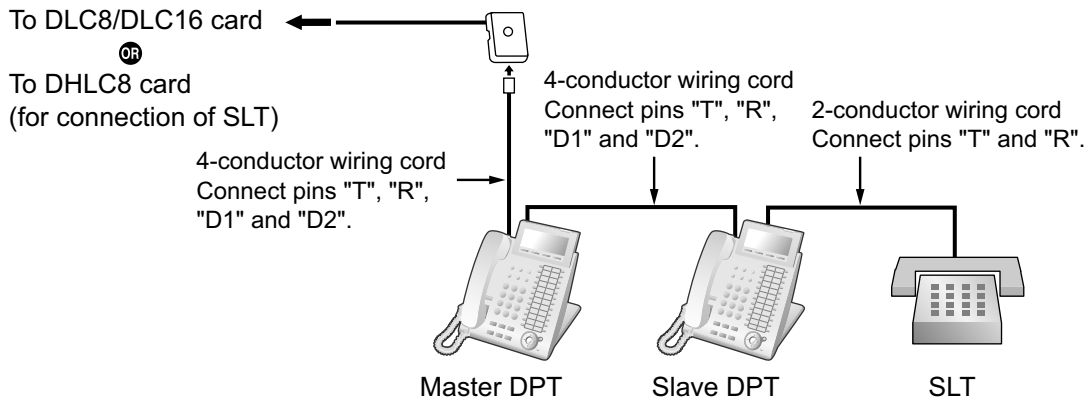 To DLC8/DLC16 card
OR
To DHLC8 card
(for connection of SLT)
4-conductor wiring cord
Connect pins "T", "R",
"D1" and "D2".
4-conductor wiring cord
Connect pins "T", "R",
"D1" and "D2".
2-conductor wiring cord
Connect pins "T" and "R".
Master DPT
Slave DPT
SLT